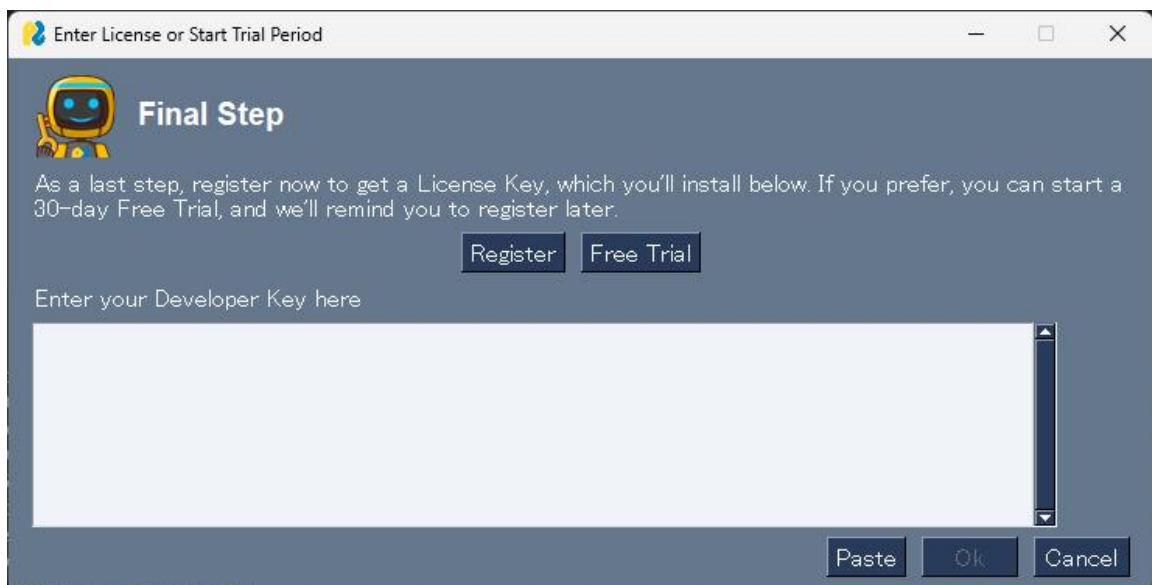 Enter License or Start Trial Period
Final Step
As a last step, register now to get a License Key, which you'll install below. If you prefer, you can start a
30-day Free Trial, and we'll remind you to register later.
Register Free Trial
Enter your Developer Key here
Paste Ok Cancel